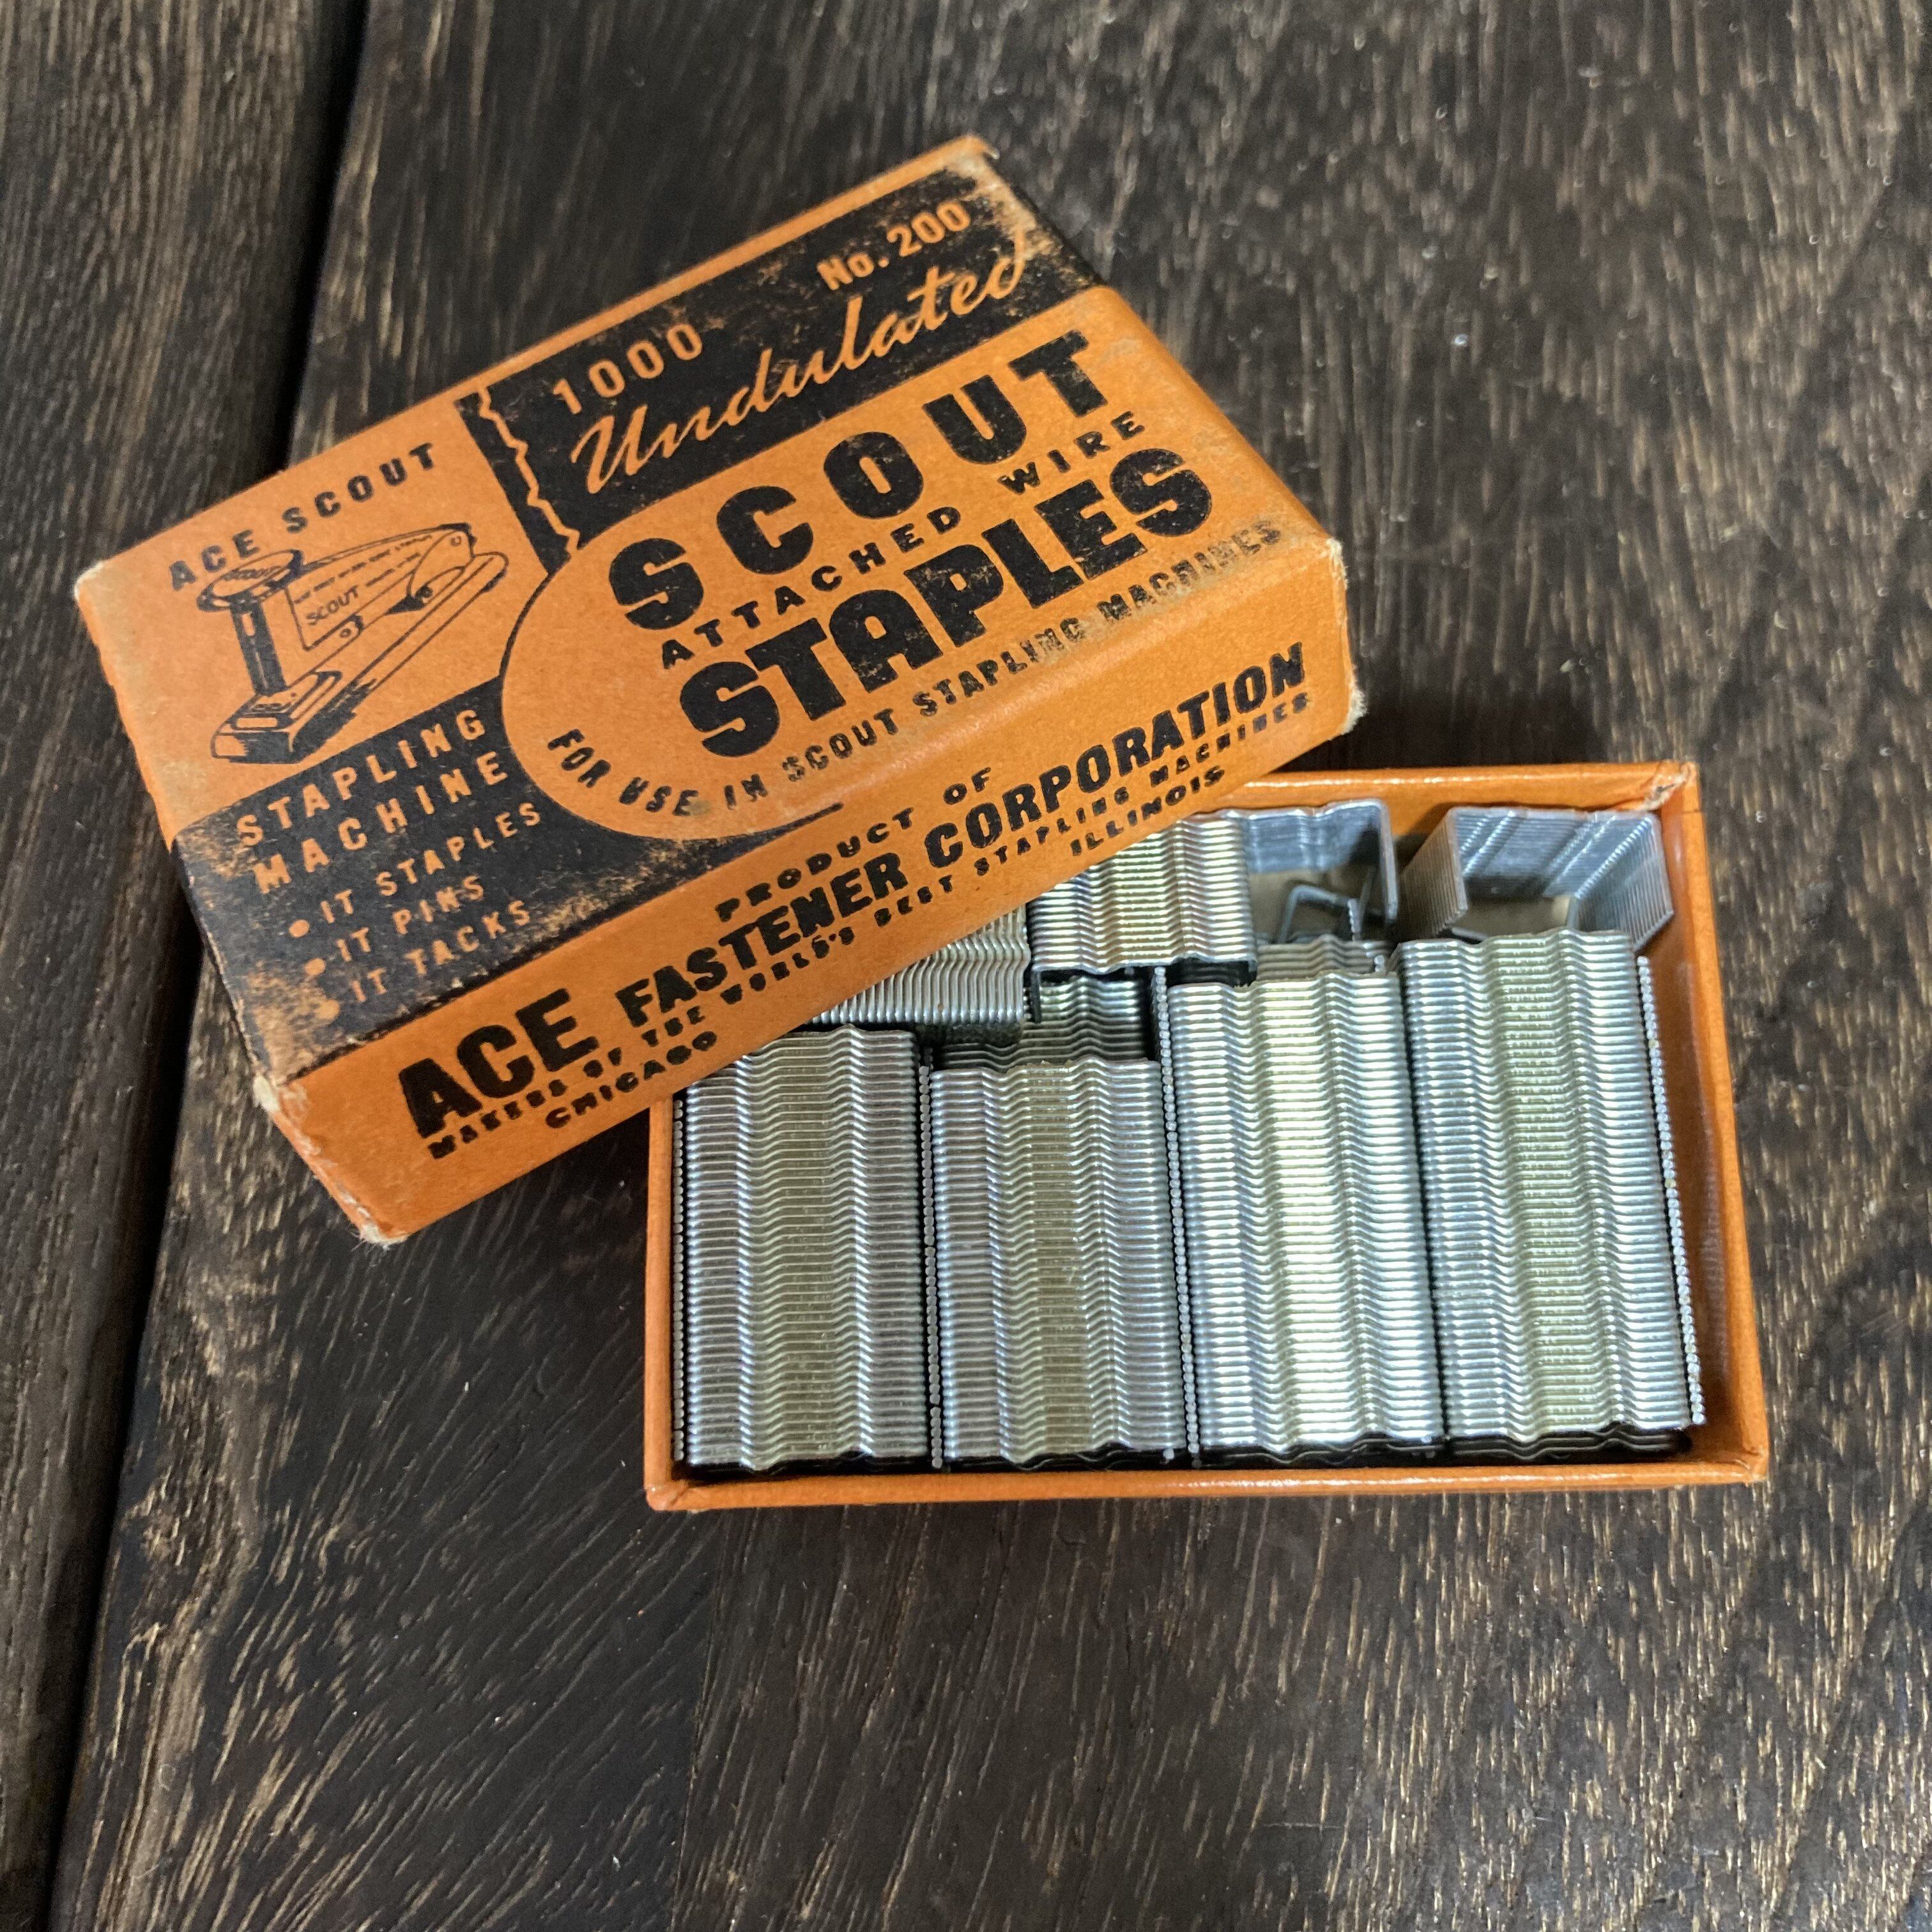 1000
No. 200
Undulated
SCOUT
ATTACHED WIRE
STAPLES
FOR USE IN SCOUT STAPLING MACHINES
ACE SCOUT
SCOUT
STAPLING
MACHINE
• IT STAPLES
• IT PINS
• IT TACKS
PRODUCT OF
ACE FASTENER CORPORATION
MAKERS OF THE WORLD'S BEST STAPLING MACHINES
CHICAGO ILLINOIS